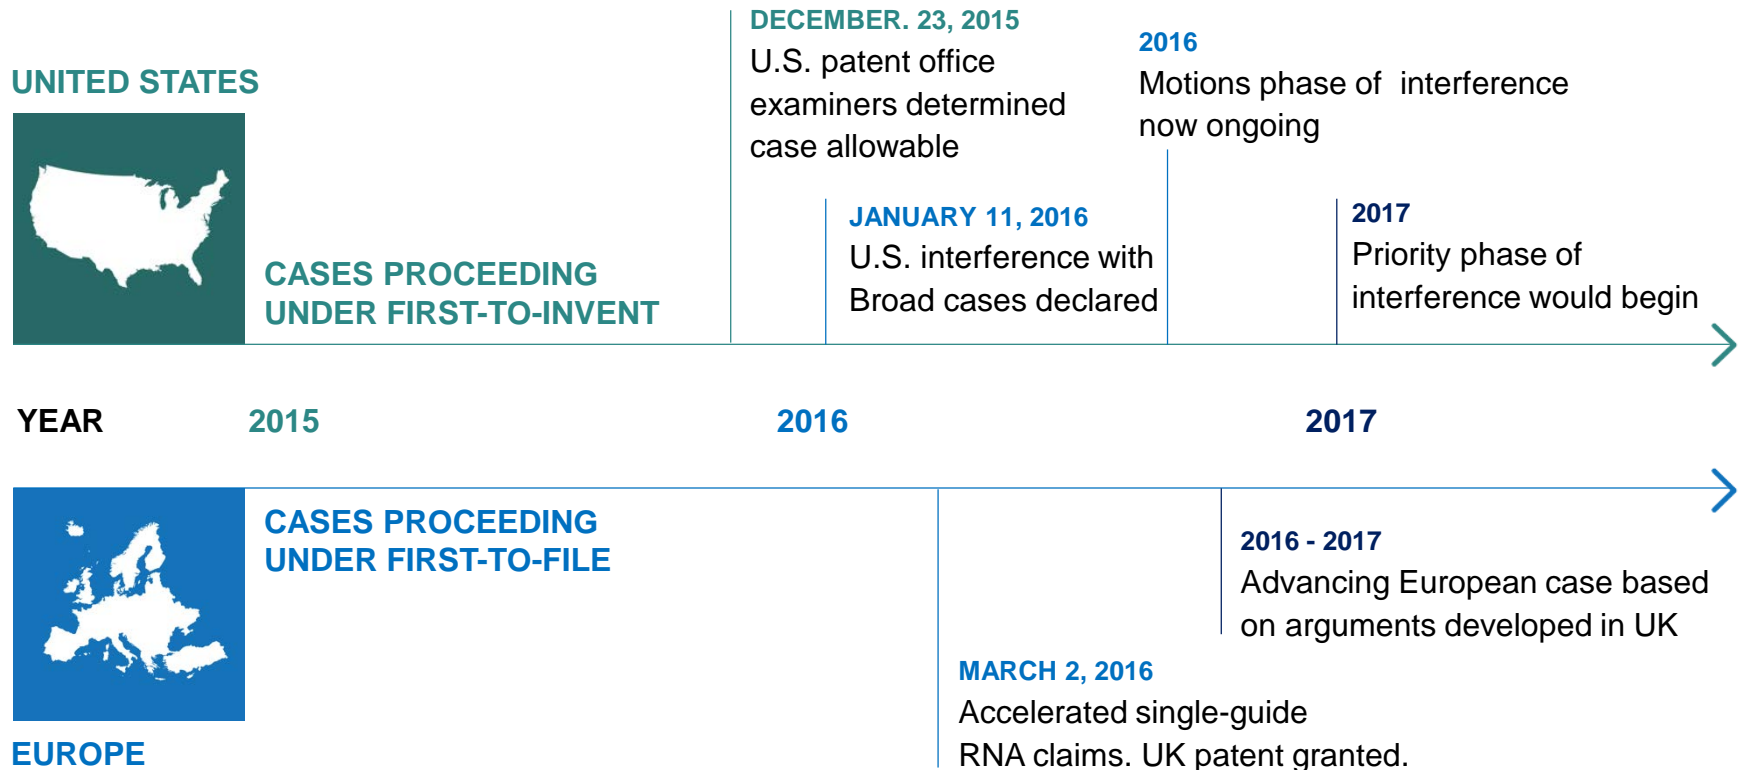 UNITED STATES
CASES PROCEEDING
UNDER FIRST-TO-INVENT
DECEMBER. 23, 2015
U.S. patent office
examiners determined
case allowable
JANUARY 11, 2016
U.S. interference with
Broad cases declared
2016
Motions phase of  interference
now ongoing
2017
Priority phase of
interference would begin
YEAR 2015 2016 2017
CASES PROCEEDING
UNDER FIRST-TO-FILE
MARCH 2, 2016
Accelerated single-guide
RNA claims. UK patent granted.
2016 - 2017
Advancing European case based
on arguments developed in UK
EUROPE